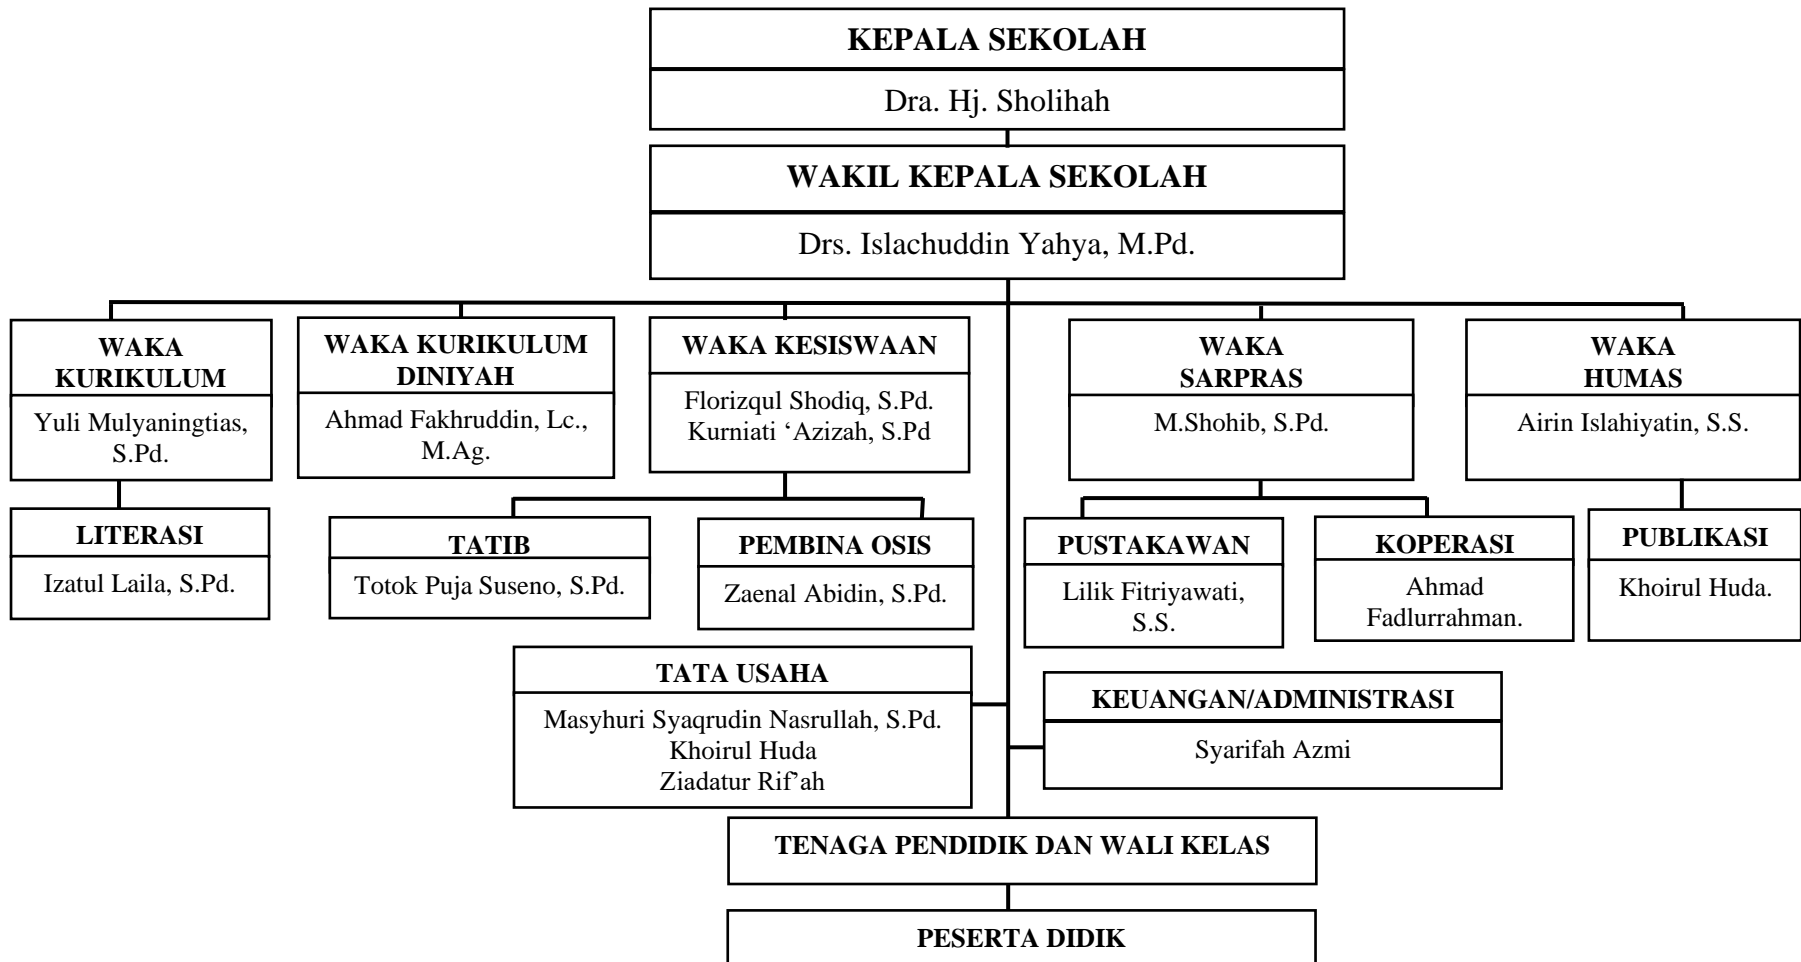 KEPALA SEKOLAH
Dra. Hj. Sholihah
WAKIL KEPALA SEKOLAH
Drs. Islachuddin Yahya, M.Pd.
WAKA
KURIKULUM
Yuli Mulyaningtias,
S.Pd.
WAKA KURIKULUM
DINIYAH
Ahmad Fakhruddin, Lc.,
M.Ag.
WAKA KESISWAAN
Florizqul Shodiq, S.Pd.
Kurniati ‘Azizah, S.Pd
WAKA
SARPRAS
M.Shohib, S.Pd.
WAKA
HUMAS
Airin Islahiyatin, S.S.
LITERASI
Izatul Laila, S.Pd.
TATIB
Totok Puja Suseno, S.Pd.
PEMBINA OSIS
Zaenal Abidin, S.Pd.
PUSTAKAWAN
Lilik Fitriyawati,
S.S.
KOPERASI
Ahmad
Fadlurrahman.
PUBLIKASI
Khoirul Huda.
TATA USAHA
Masyhuri Syaqrudin Nasrullah, S.Pd.
Khoirul Huda
Ziadatur Rif’ah
KEUANGAN/ADMINISTRASI
Syarifah Azmi
TENAGA PENDIDIK DAN WALI KELAS
PESERTA DIDIK